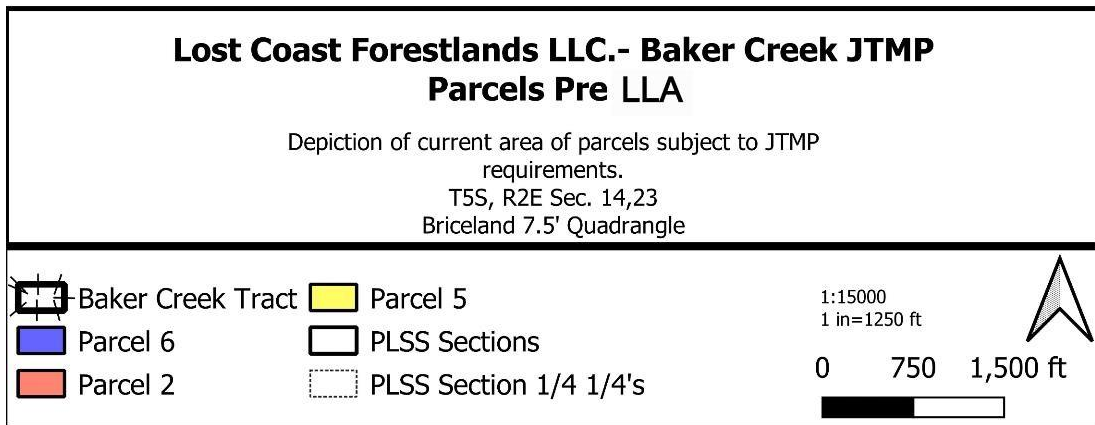 Lost Coast Forestlands LLC.- Baker Creek JTMP
Parcels Pre LLA
Depiction of current area of parcels subject to JTMP
requirements.
T5S, R2E Sec. 14,23
Briceland 7.5' Quadrangle
Baker Creek Tract
Parcel 6
Parcel 2
Parcel 5
PLSS Sections
PLSS Section 1/4 1/4's
1:15000
1 in=1250 ft
0 750 1,500 ft